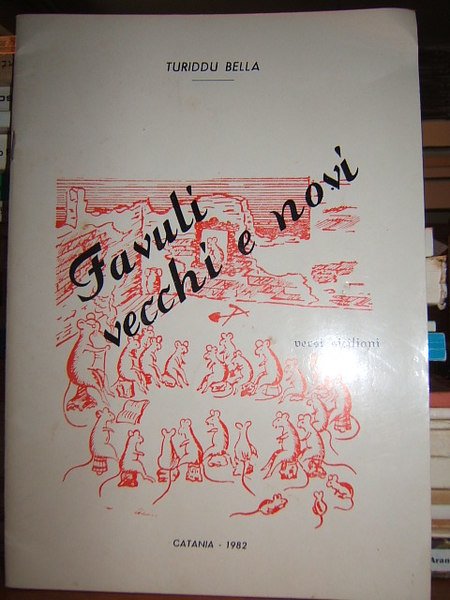 TURIDDU BELLA
Favuli
vecchi e novi
versi siciliani
CATANIA - 1982